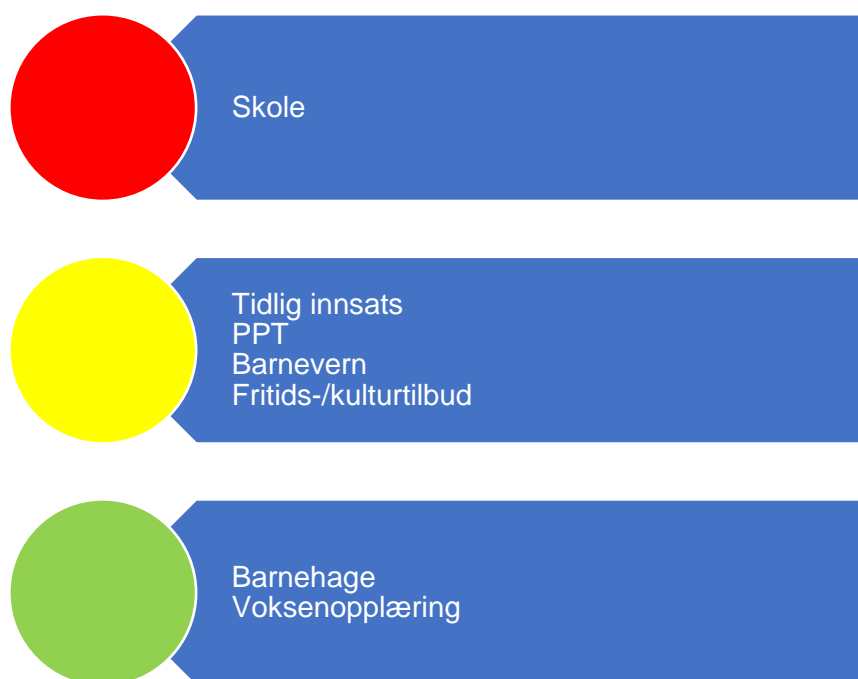 Skole
Tidlig innsats
PPT
Barnevern
Fritids-/kulturtilbud
Barnehage
Voksenopplæring